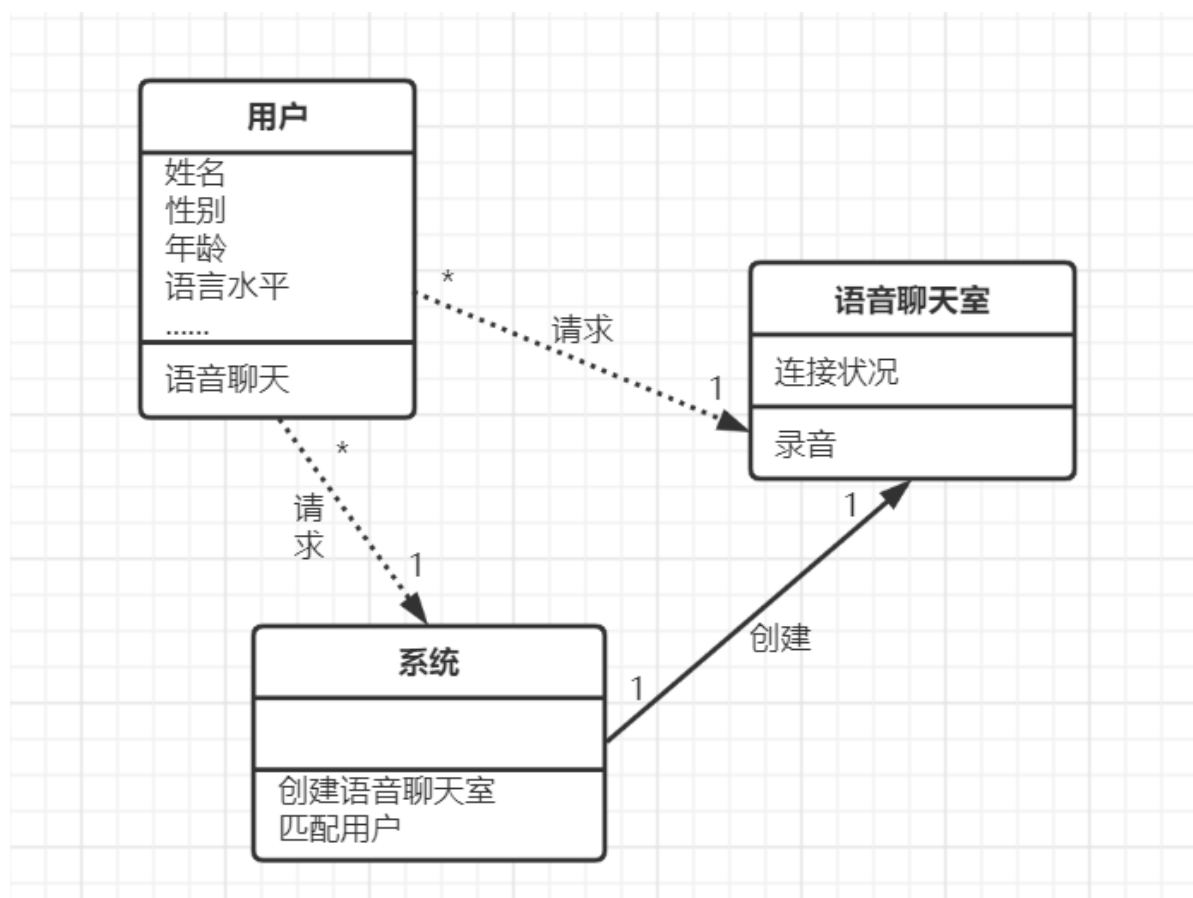 用户
姓名
性别
年龄
语言水平
......
语音聊天
*
请求
1
语音聊天室
连接状况
录音
*
请
求
1
1
创建
1
系统
创建语音聊天室
匹配用户